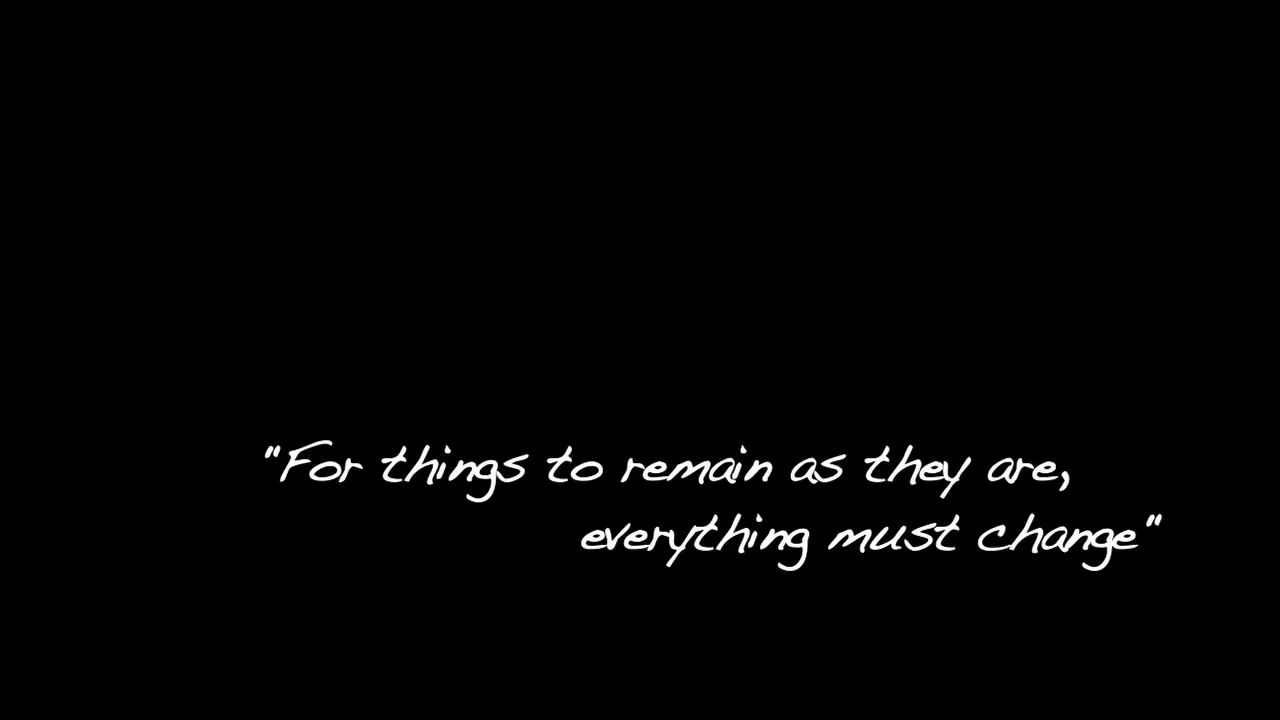 "For things to remain as they are,
everything must change"